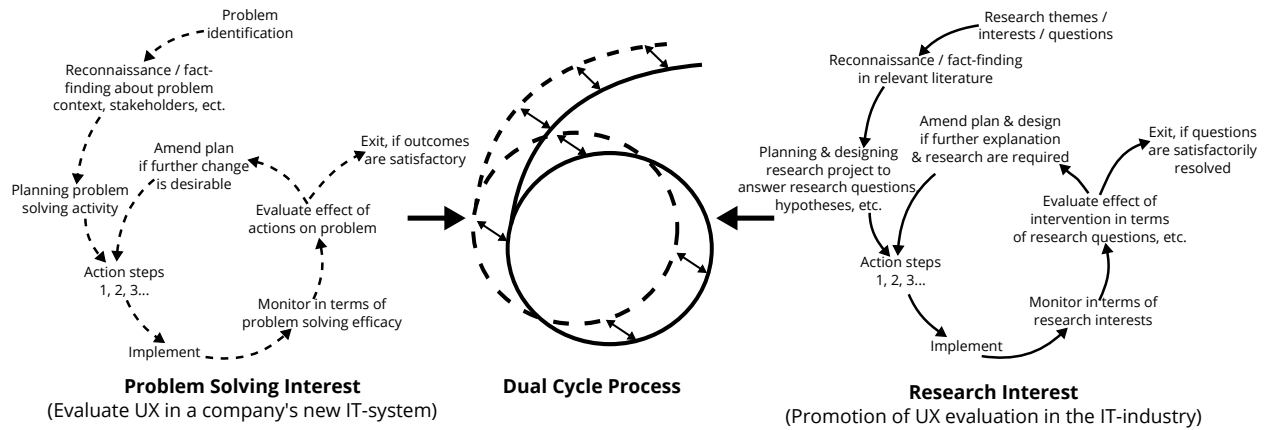 Problem
identification
Reconnaissance / fact-
finding about problem
context, stakeholders, ect.
Planning problem
solving activity
Amend plan
if further change
is desirable
Exit, if outcomes
are satisfactory
Evaluate effect of
actions on problem
Action steps
1, 2, 3...
Monitor in terms of
problem solving efficacy
Implement
Problem Solving Interest
(Evaluate UX in a company's new IT-system)
Dual Cycle Process
Research themes /
interests / questions
Reconnaissance / fact-finding
in relevant literature
Planning & designing
research project to
answer research questions
hypotheses, etc.
Amend plan & design
if further explanation
& research are required
Exit, if questions
are satisfactorily
resolved
Evaluate effect of
intervention in terms
of research questions, etc.
Action steps
1, 2, 3...
Monitor in terms of
research interests
Implement
Research Interest
(Promotion of UX evaluation in the IT-industry)